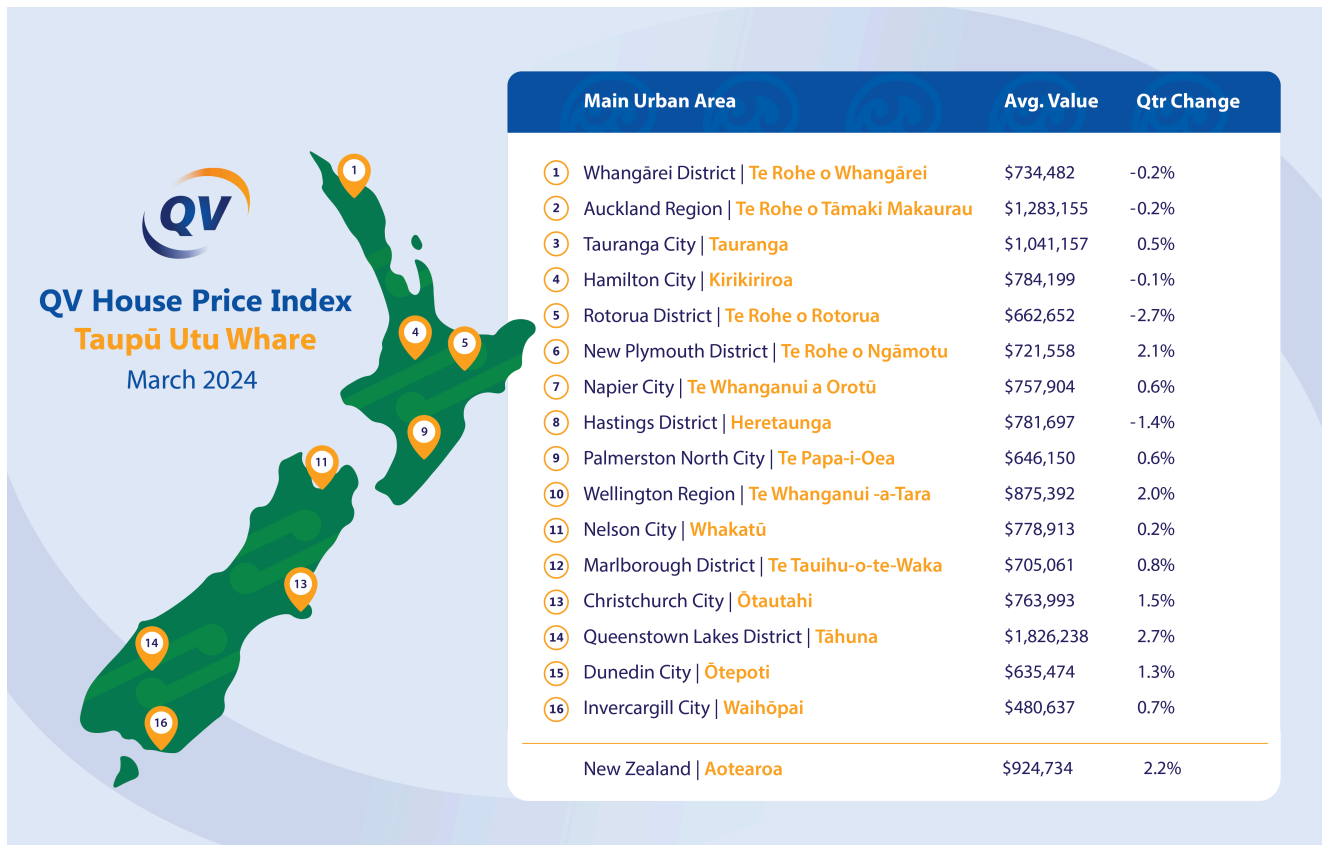 QV
QV House Price Index
Taupū Utu Whare
March 2024
1
4
5
9
11
13
14
16
Main Urban Area Avg. Value Qtr Change
1 Whangārei District | Te Rohe o Whangārei $734,482 -0.2%
2 Auckland Region | Te Rohe o Tāmaki Makaurau $1,283,155 -0.2%
3 Tauranga City | Tauranga $1,041,157 0.5%
4 Hamilton City | Kirikiriroa $784,199 -0.1%
5 Rotorua District | Te Rohe o Rotorua $662,652 -2.7%
6 New Plymouth District | Te Rohe o Ngāmotu $721,558 2.1%
7 Napier City | Te Whanganui a Orotū $757,904 0.6%
8 Hastings District | Heretaunga $781,697 -1.4%
9 Palmerston North City | Te Papa-i-Oea $646,150 0.6%
10 Wellington Region | Te Whanganui -a-Tara $875,392 2.0%
11 Nelson City | Whakatū $778,913 0.2%
12 Marlborough District | Te Tauihu-o-te-Waka $705,061 0.8%
13 Christchurch City | Ōtautahi $763,993 1.5%
14 Queenstown Lakes District | Tāhuna $1,826,238 2.7%
15 Dunedin City | Ōtepoti $635,474 1.3%
16 Invercargill City | Waihōpai $480,637 0.7%
New Zealand | Aotearoa $924,734 2.2%